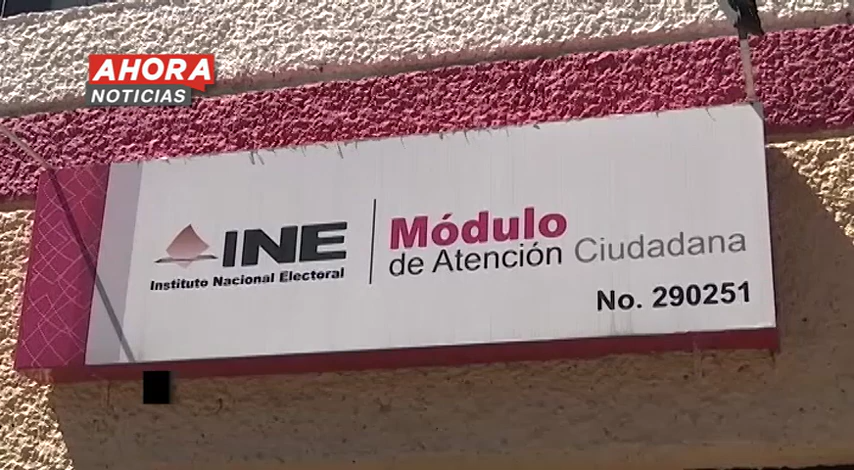 AHORA
NOTICIAS
INE
Instituto Nacional Electoral
Módulo
de Atención Ciudadana
No. 290251